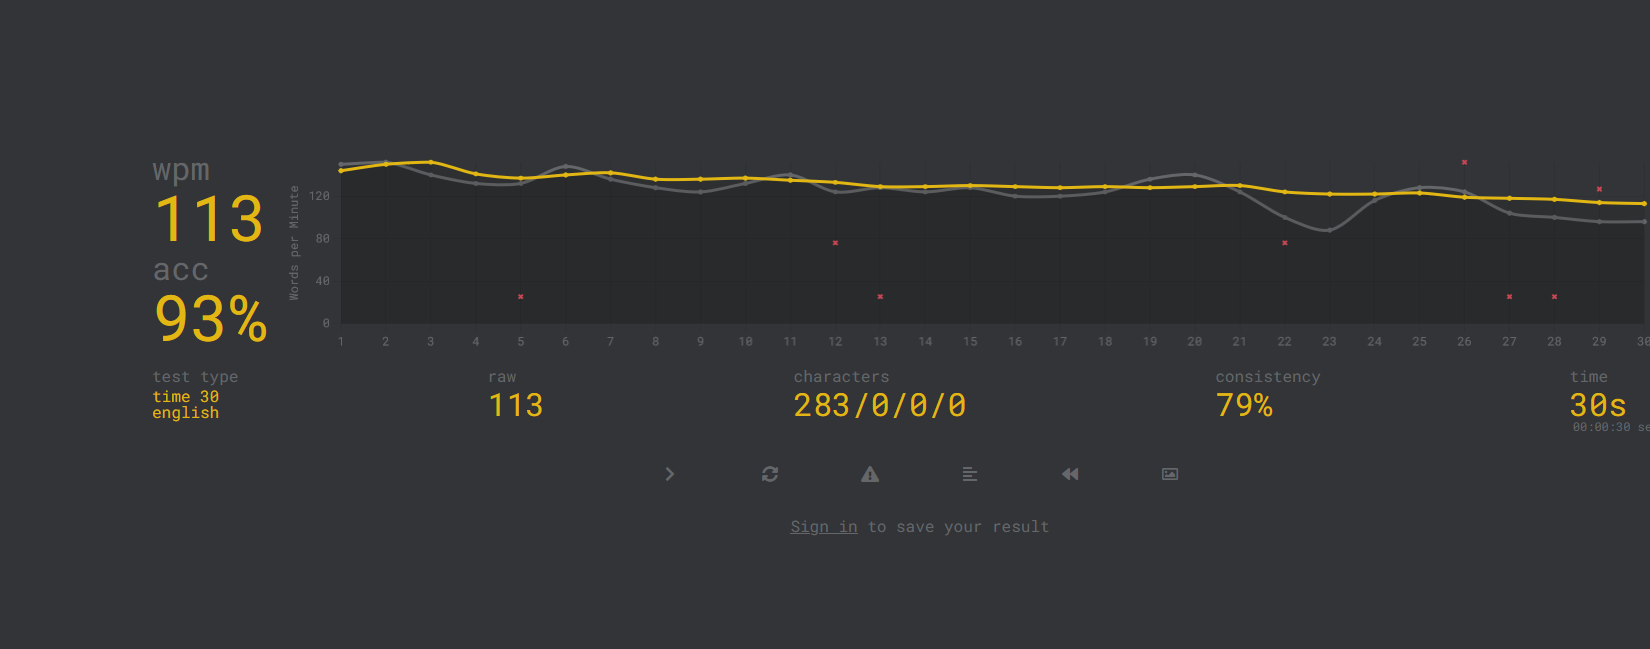 wpm
113
acc
93%
Words per Minute
120
80
40
0
1 2 3 4 5 6 7 8 9 10 11 12 13 14 15 16 17 18 19 20 21 22 23 24 25 26 27 28 29 30
test type
time 30
english
raw
113
characters
283/0/0/0
consistency
79%
time
30s
00:00:30 se
Sign in to save your result